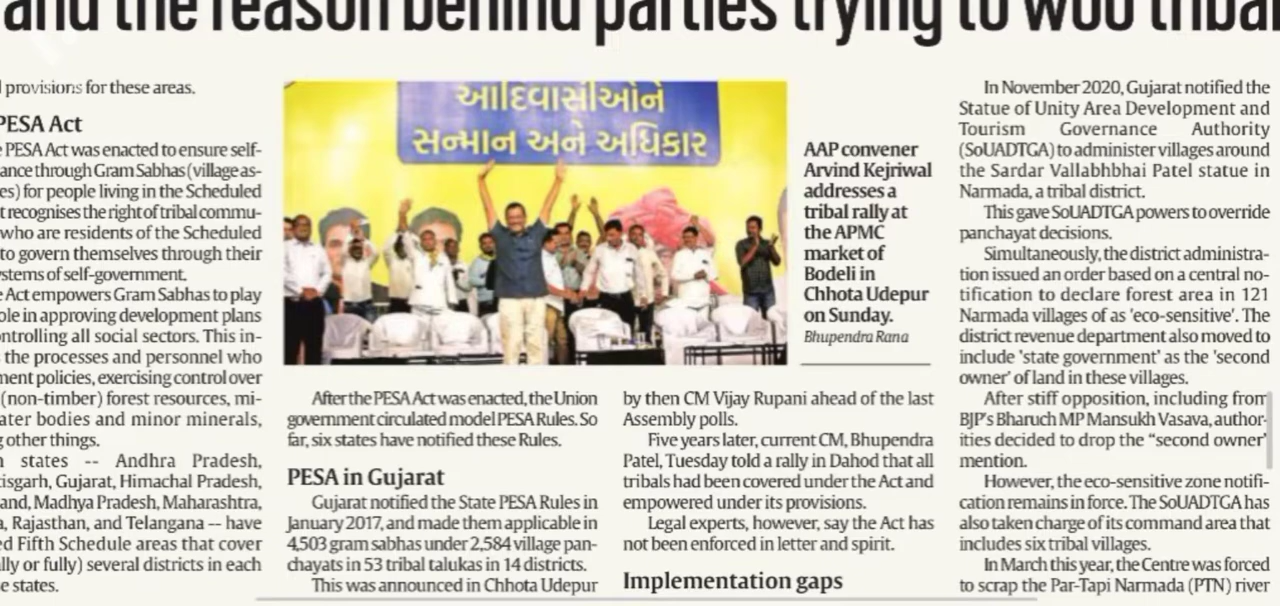 and the reason behind parties trying to woo tribal
provisions for these areas.
PESA Act
PESA Act was enacted to ensure self-
ance through Gram Sabhas (village as-
es) for people living in the Scheduled
t recognises the right of tribal commu-
who are residents of the Scheduled
to govern themselves through their
ystems of self-government.
e Act empowers Gram Sabhas to play
ole in approving development plans
ntrolling all social sectors. This in-
the processes and personnel who
ment policies, exercising control over
(non-timber) forest resources, mi-
ater bodies and minor minerals,
g other things.
states -- Andhra Pradesh,
tisgarh, Gujarat, Himachal Pradesh,
and, Madhya Pradesh, Maharashtra,
a, Rajasthan, and Telangana -- have
ed Fifth Schedule areas that cover
lly or fully) several districts in each
e states.
આદિવાસીઓને
સન્માન અને અધિકાર
AAP convener
Arvind Kejriwal
addresses a
tribal rally at
the APMC
market of
Bodeli in
Chhota Udepur
on Sunday.
Bhupendra Rana
After the PESA Act was enacted, the Union
government circulated model PESA Rules. So
far, six states have notified these Rules.
PESA in Gujarat
Gujarat notified the State PESA Rules in
January 2017, and made them applicable in
4,503 gram sabhas under 2,584 village pan-
chayats in 53 tribal talukas in 14 districts.
This was announced in Chhota Udepur
by then CM Vijay Rupani ahead of the last
Assembly polls.
Five years later, current CM, Bhupendra
Patel, Tuesday told a rally in Dahod that all
tribals had been covered under the Act and
empowered under its provisions.
Legal experts, however, say the Act has
not been enforced in letter and spirit.
Implementation gaps
In November 2020, Gujarat notified the
Statue of Unity Area Development and
Tourism Governance Authority
(SoUADTGA) to administer villages around
the Sardar Vallabhbhai Patel statue in
Narmada, a tribal district.
This gave SoUADTGA powers to override
panchayat decisions.
Simultaneously, the district administra-
tion issued an order based on a central no-
tification to declare forest area in 121
Narmada villages of as 'eco-sensitive'. The
district revenue department also moved to
include 'state government' as the 'second
owner' of land in these villages.
After stiff opposition, including from
BJP's Bharuch MP Mansukh Vasava, author-
ities decided to drop the "second owner'
mention.
However, the eco-sensitive zone notifi-
cation remains in force. The SoUADTGA has
also taken charge of its command area that
includes six tribal villages.
In March this year, the Centre was forced
to scrap the Par-Tapi Narmada (PTN) river